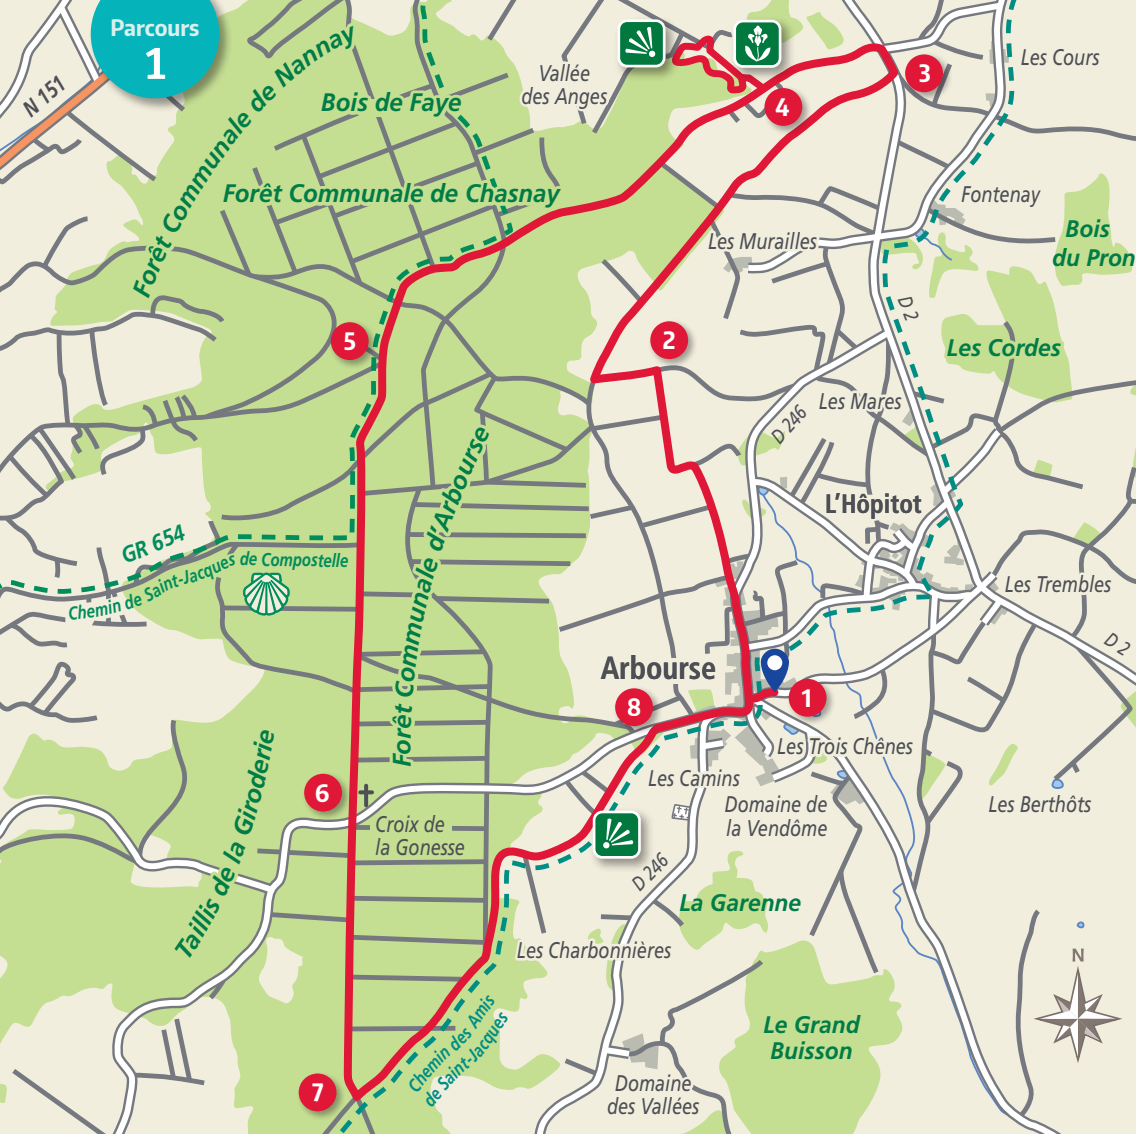 Parcours
1
N 151
Forêt Communale de Nannay
Bois de Faye
Vallée
des Anges
Les Cours
3
4
Forêt Communale de Chasnay
Fontenay
Bois
du Pron
Les Murailles
D 2
5
2
Les Cordes
Les Mares
D 246
Forêt Communale d'Arbourse
L'Hôpitot
GR 654
Chemin de Saint-Jacques de Compostelle
Les Trembles
D 2
Arbourse
1
8
Les Trois Chênes
Taillis de la Giroderie
6
Les Camins
Croix de
la Gonesse
Domaine de
la Vendôme
Les Berthôts
D 246
La Garenne
Les Charbonnières
N
Chemin des Amis
de Saint-Jacques
Le Grand
Buisson
7
Domaine
des Vallées